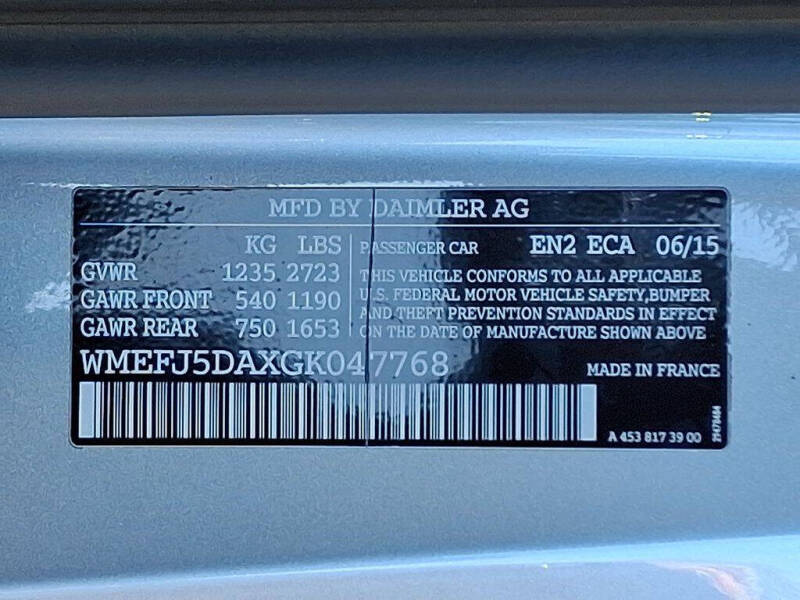 MFD BY DAIMLER AG
KG LBS PASSENGER CAR EN2 ECA 06/15
GVWR 1235 2723 THIS VEHICLE CONFORMS TO ALL APPLICABLE
GAWR FRONT 540 1190 U.S. FEDERAL MOTOR VEHICLE SAFETY,BUMPER
GAWR REAR 750 1653 AND THEFT PREVENTION STANDARDS IN EFFECT
ON THE DATE OF MANUFACTURE SHOWN ABOVE
WMEFJ5DAXGK047768 MADE IN FRANCE
A 453 817 39 00